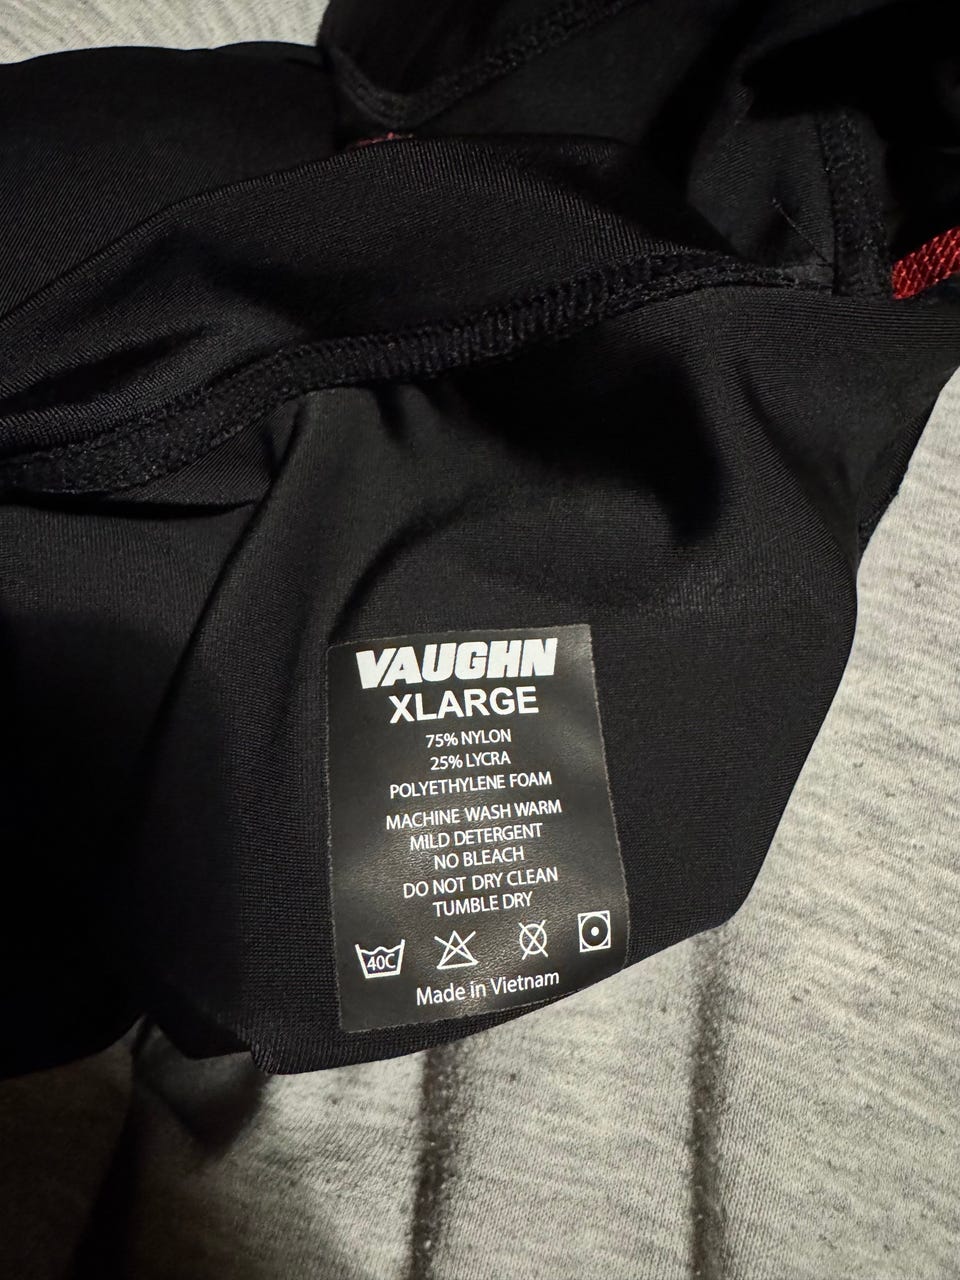 VAUGHN
XLARGE
75% NYLON
25% LYCRA
POLYETHYLENE FOAM
MACHINE WASH WARM
MILD DETERGENT
NO BLEACH
DO NOT DRY CLEAN
TUMBLE DRY
40C
Made in Vietnam